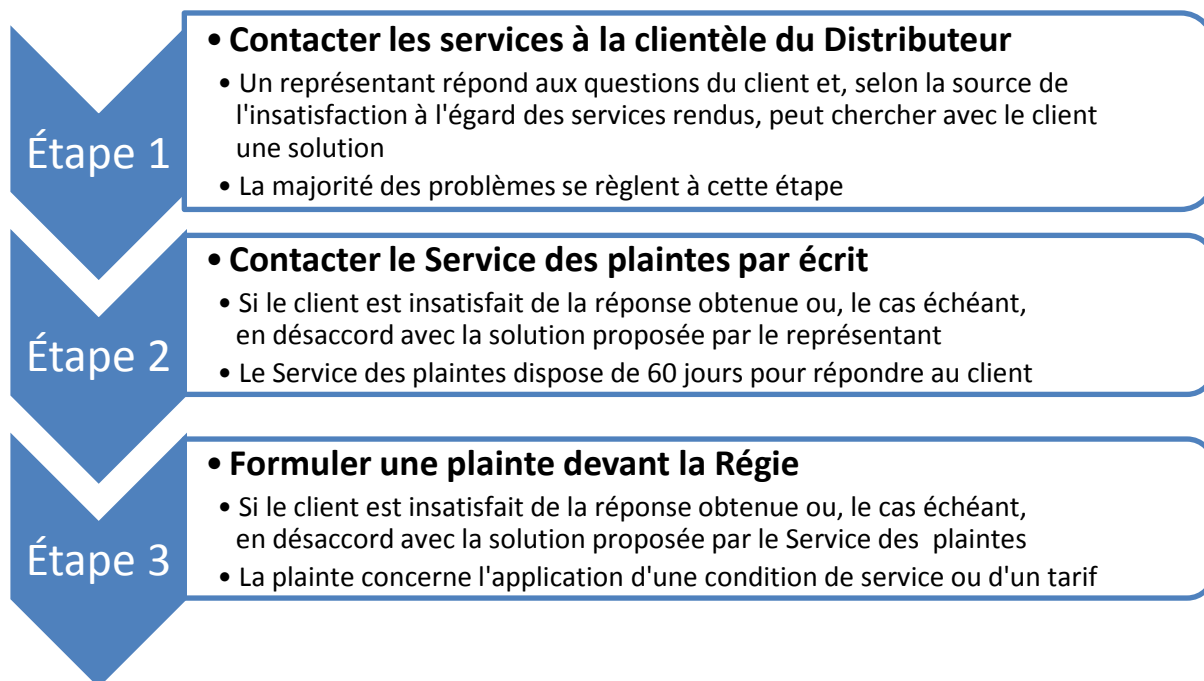 Étape 1
• Contacter les services à la clientèle du Distributeur
• Un représentant répond aux questions du client et, selon la source de
l'insatisfaction à l'égard des services rendus, peut chercher avec le client
une solution
• La majorité des problèmes se règlent à cette étape
Étape 2
• Contacter le Service des plaintes par écrit
• Si le client est insatisfait de la réponse obtenue ou, le cas échéant,
en désaccord avec la solution proposée par le représentant
• Le Service des plaintes dispose de 60 jours pour répondre au client
Étape 3
• Formuler une plainte devant la Régie
• Si le client est insatisfait de la réponse obtenue ou, le cas échéant,
en désaccord avec la solution proposée par le Service des plaintes
• La plainte concerne l'application d'une condition de service ou d'un tarif